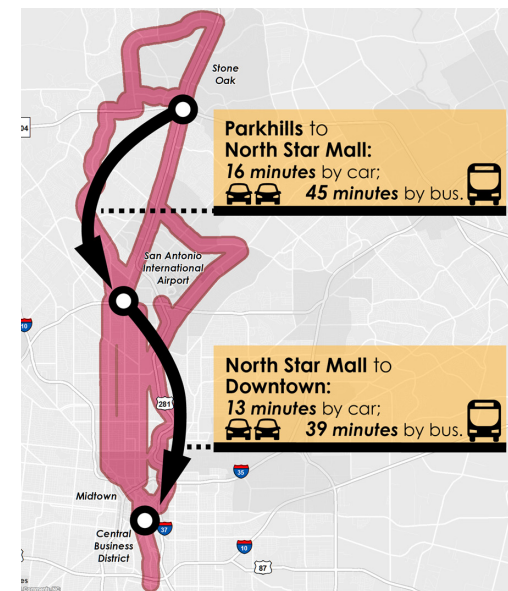 Stone
Oak
04
Parkhills to
North Star Mall:
16 minutes by car;
45 minutes by bus.
San Antonio
International
Airport
10
North Star Mall to
Downtown:
13 minutes by car;
39 minutes by bus.
281
35
Midtown
37
Central
Business
District
10
87
es